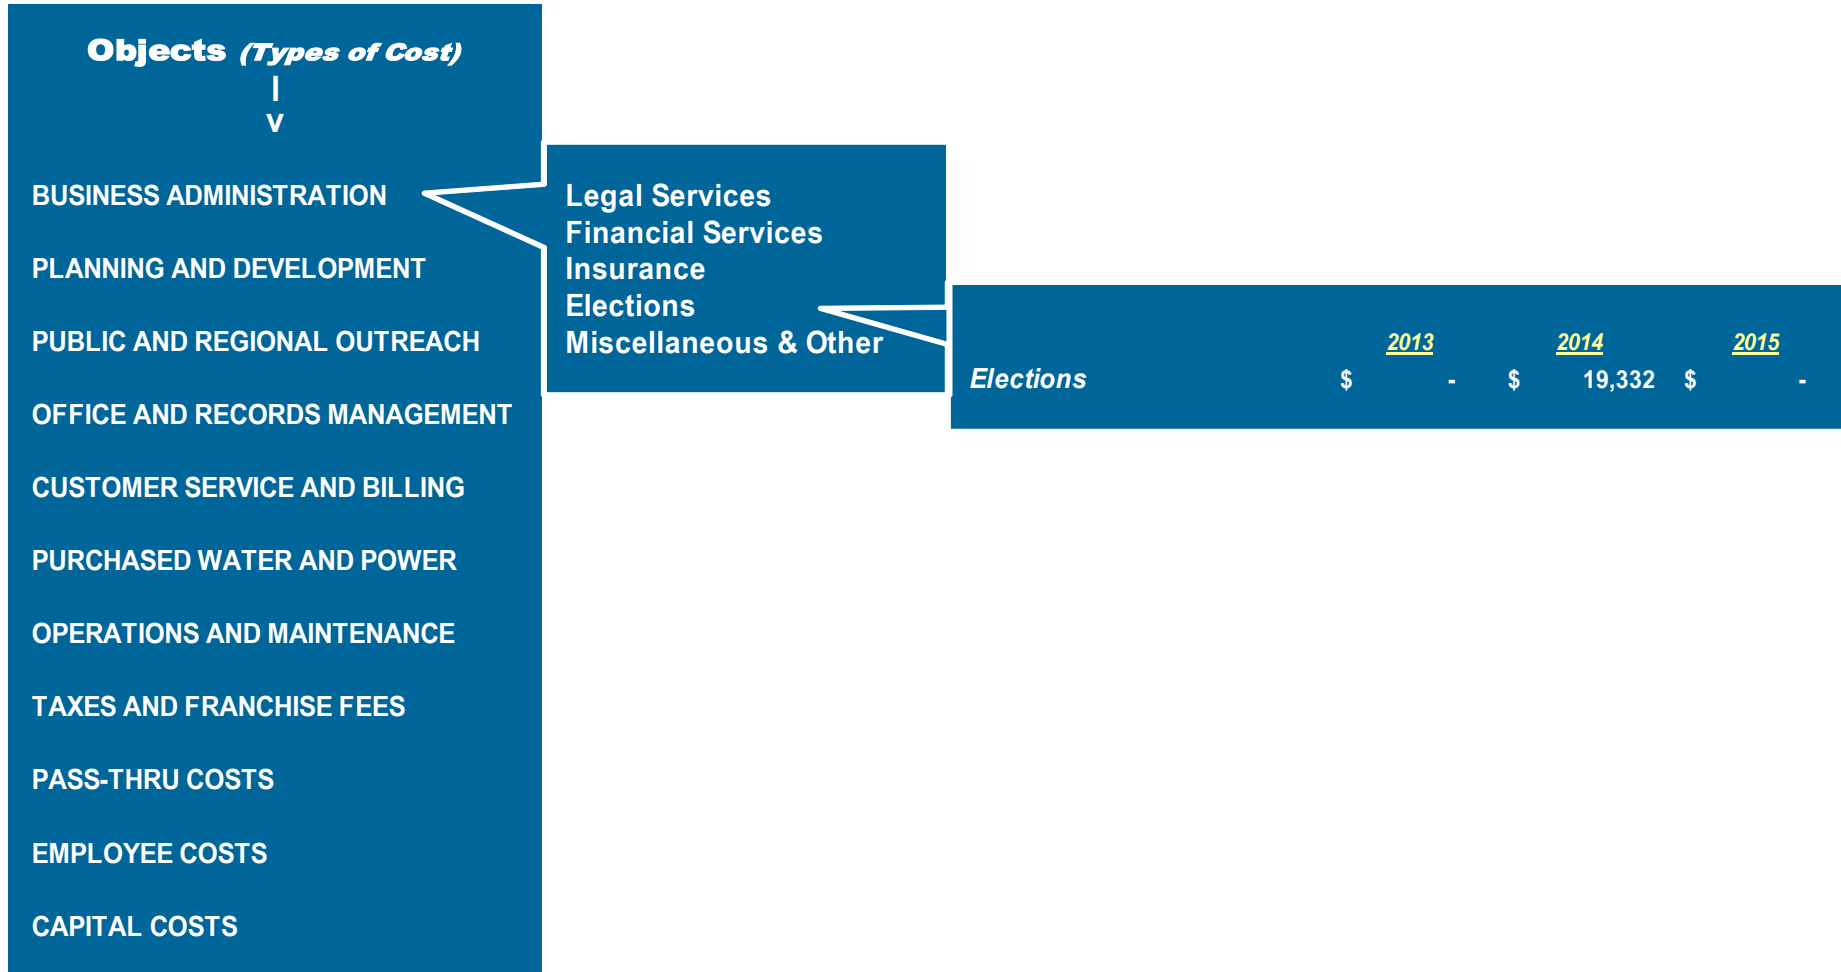 Objects (Types of Cost)
|
V
BUSINESS ADMINISTRATION
PLANNING AND DEVELOPMENT
PUBLIC AND REGIONAL OUTREACH
OFFICE AND RECORDS MANAGEMENT
CUSTOMER SERVICE AND BILLING
PURCHASED WATER AND POWER
OPERATIONS AND MAINTENANCE
TAXES AND FRANCHISE FEES
PASS-THRU COSTS
EMPLOYEE COSTS
CAPITAL COSTS
Legal Services
Financial Services
Insurance
Elections
Miscellaneous & Other
2013 2014 2015
Elections $ - $ 19,332 $ -